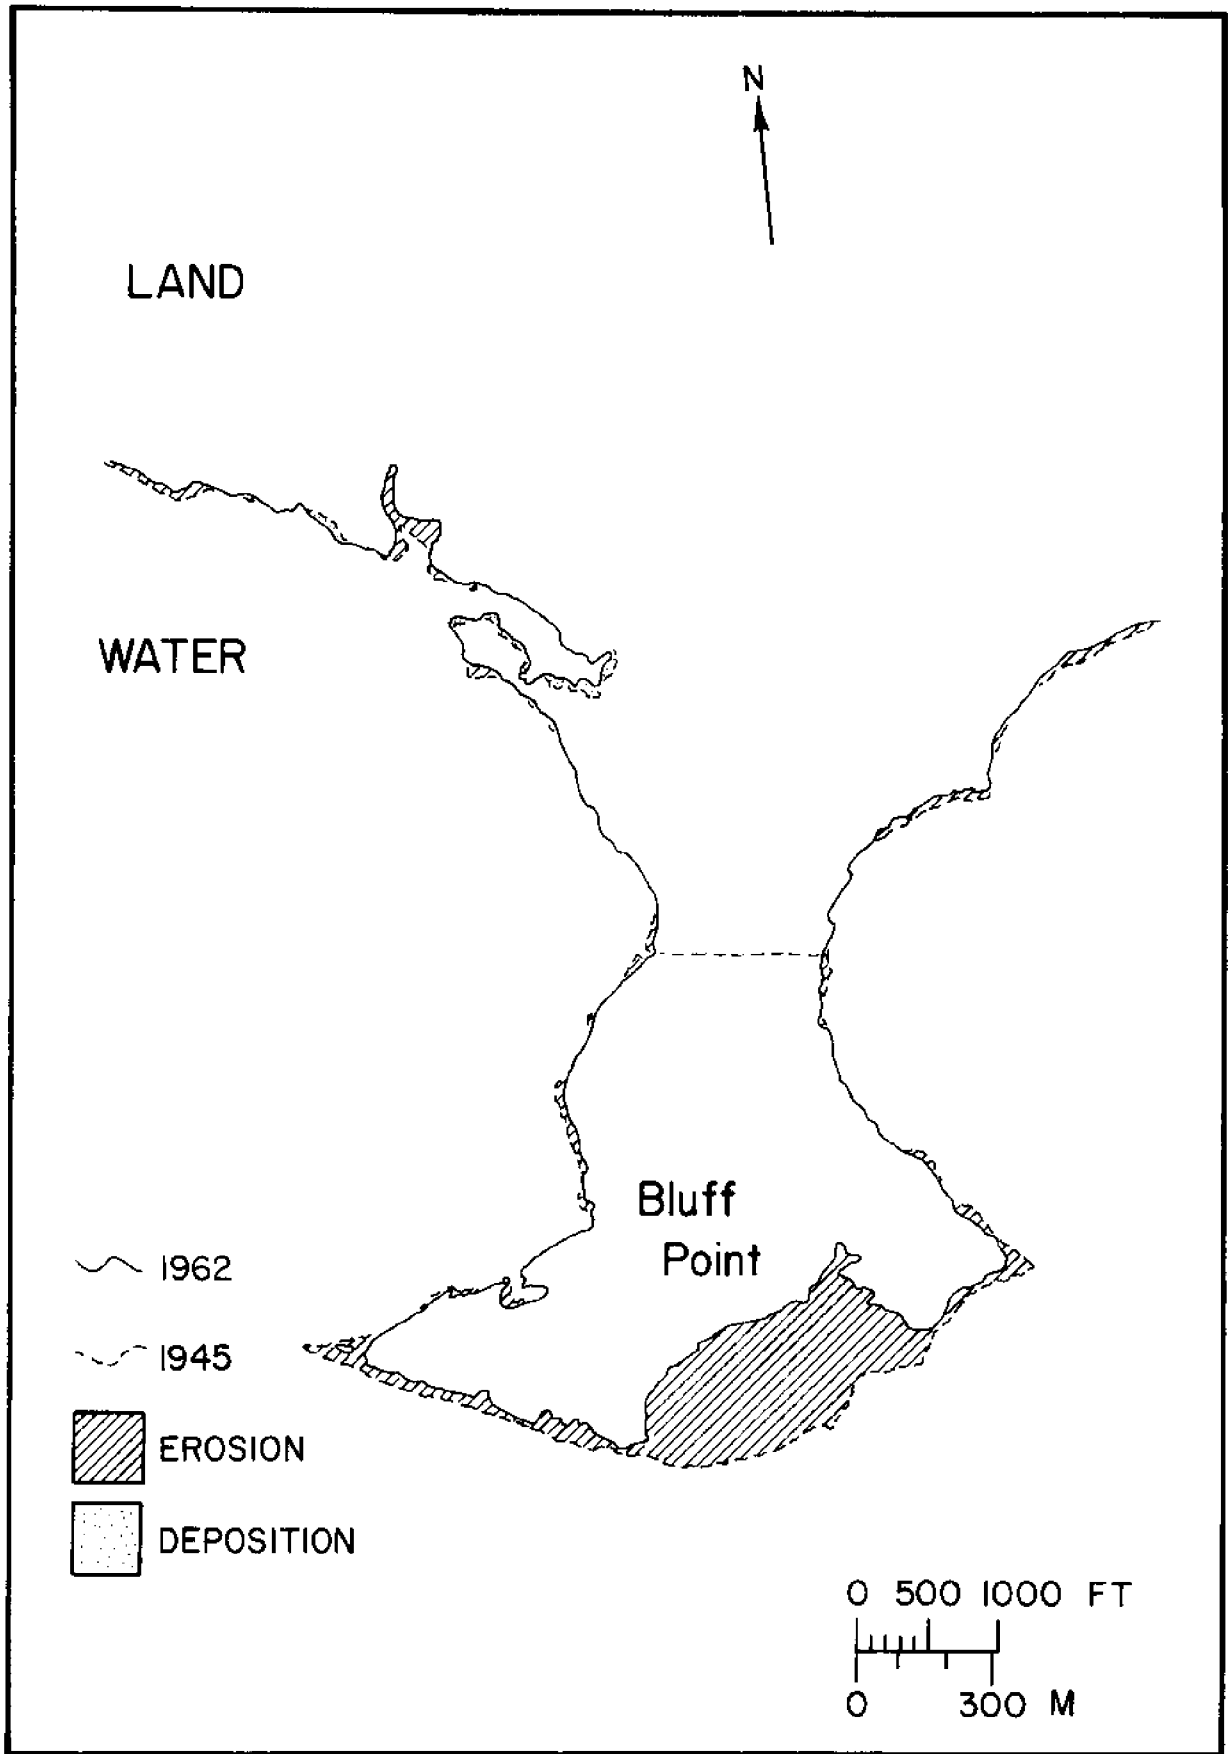 N
LAND
WATER
Bluff
Point
1962
1945
EROSION
DEPOSITION
0 500 1000 FT
0 300 M